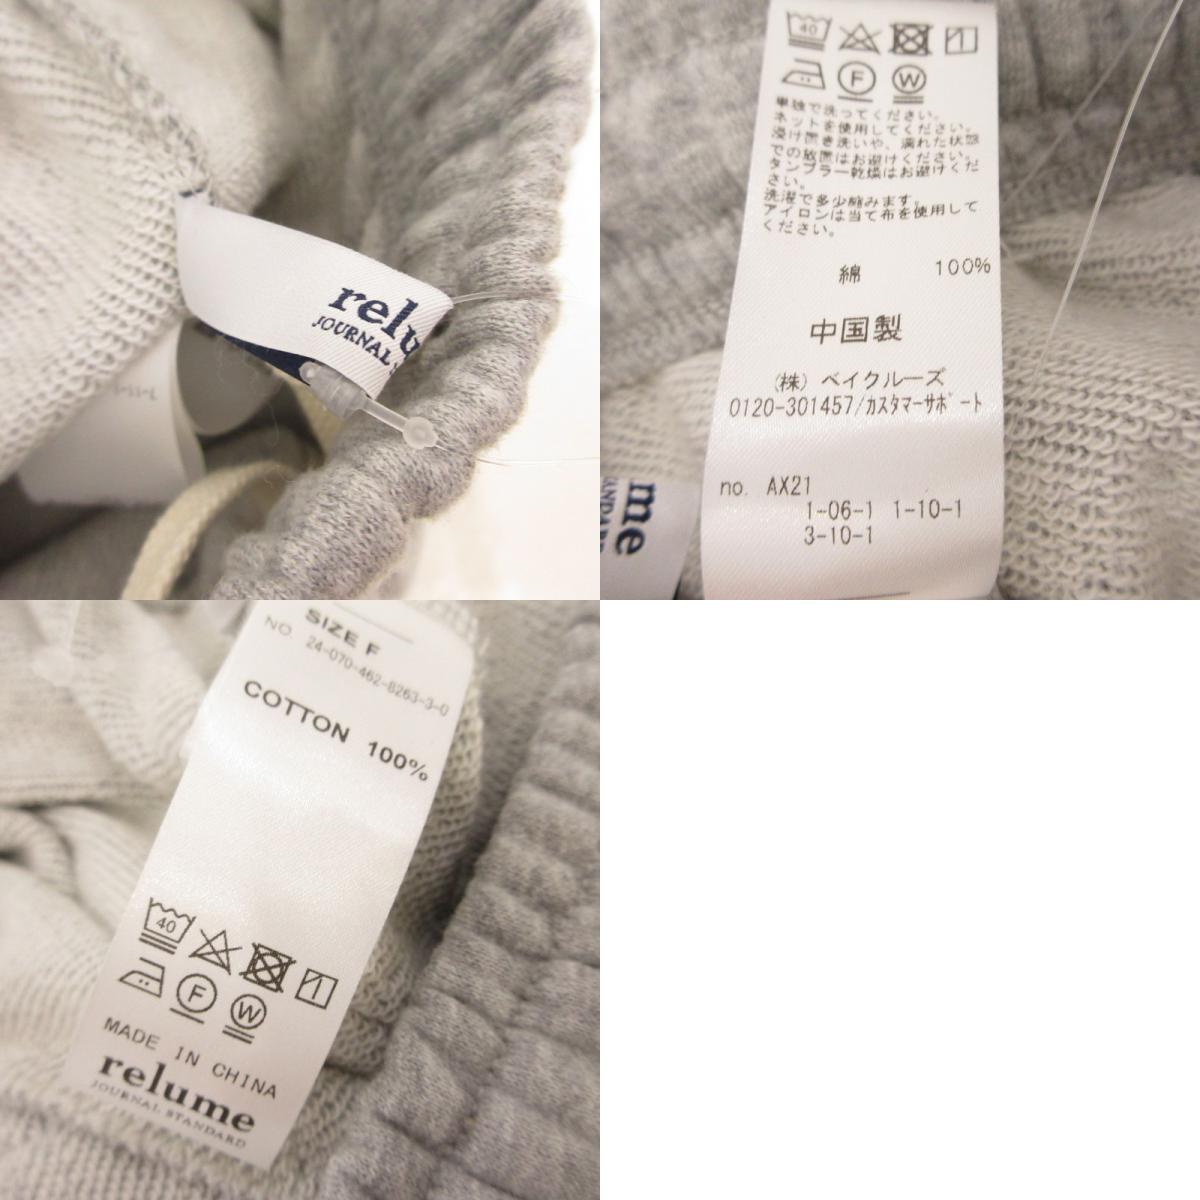 relu
JOURNAL S
40
F
W
単独で洗ってください。
ネットを使用してください。
浸け置き洗いや、濡れた状態
での放置はお避けください。
タンブラー乾燥はお避けくだ
さい。
洗濯で多少縮みます。
アイロンは当て布を使用して
ください。
綿 100%
中国製
(株) ベイクルーズ
0120-301457/カスタマーサポート
no. AX21
1-06-1 1-10-1
3-10-1
me
SIZE F
NO. 24-070-462-8263-3-0
COTTON 100%
40
F
W
MADE IN CHINA
relume
JOURNAL STANDARD